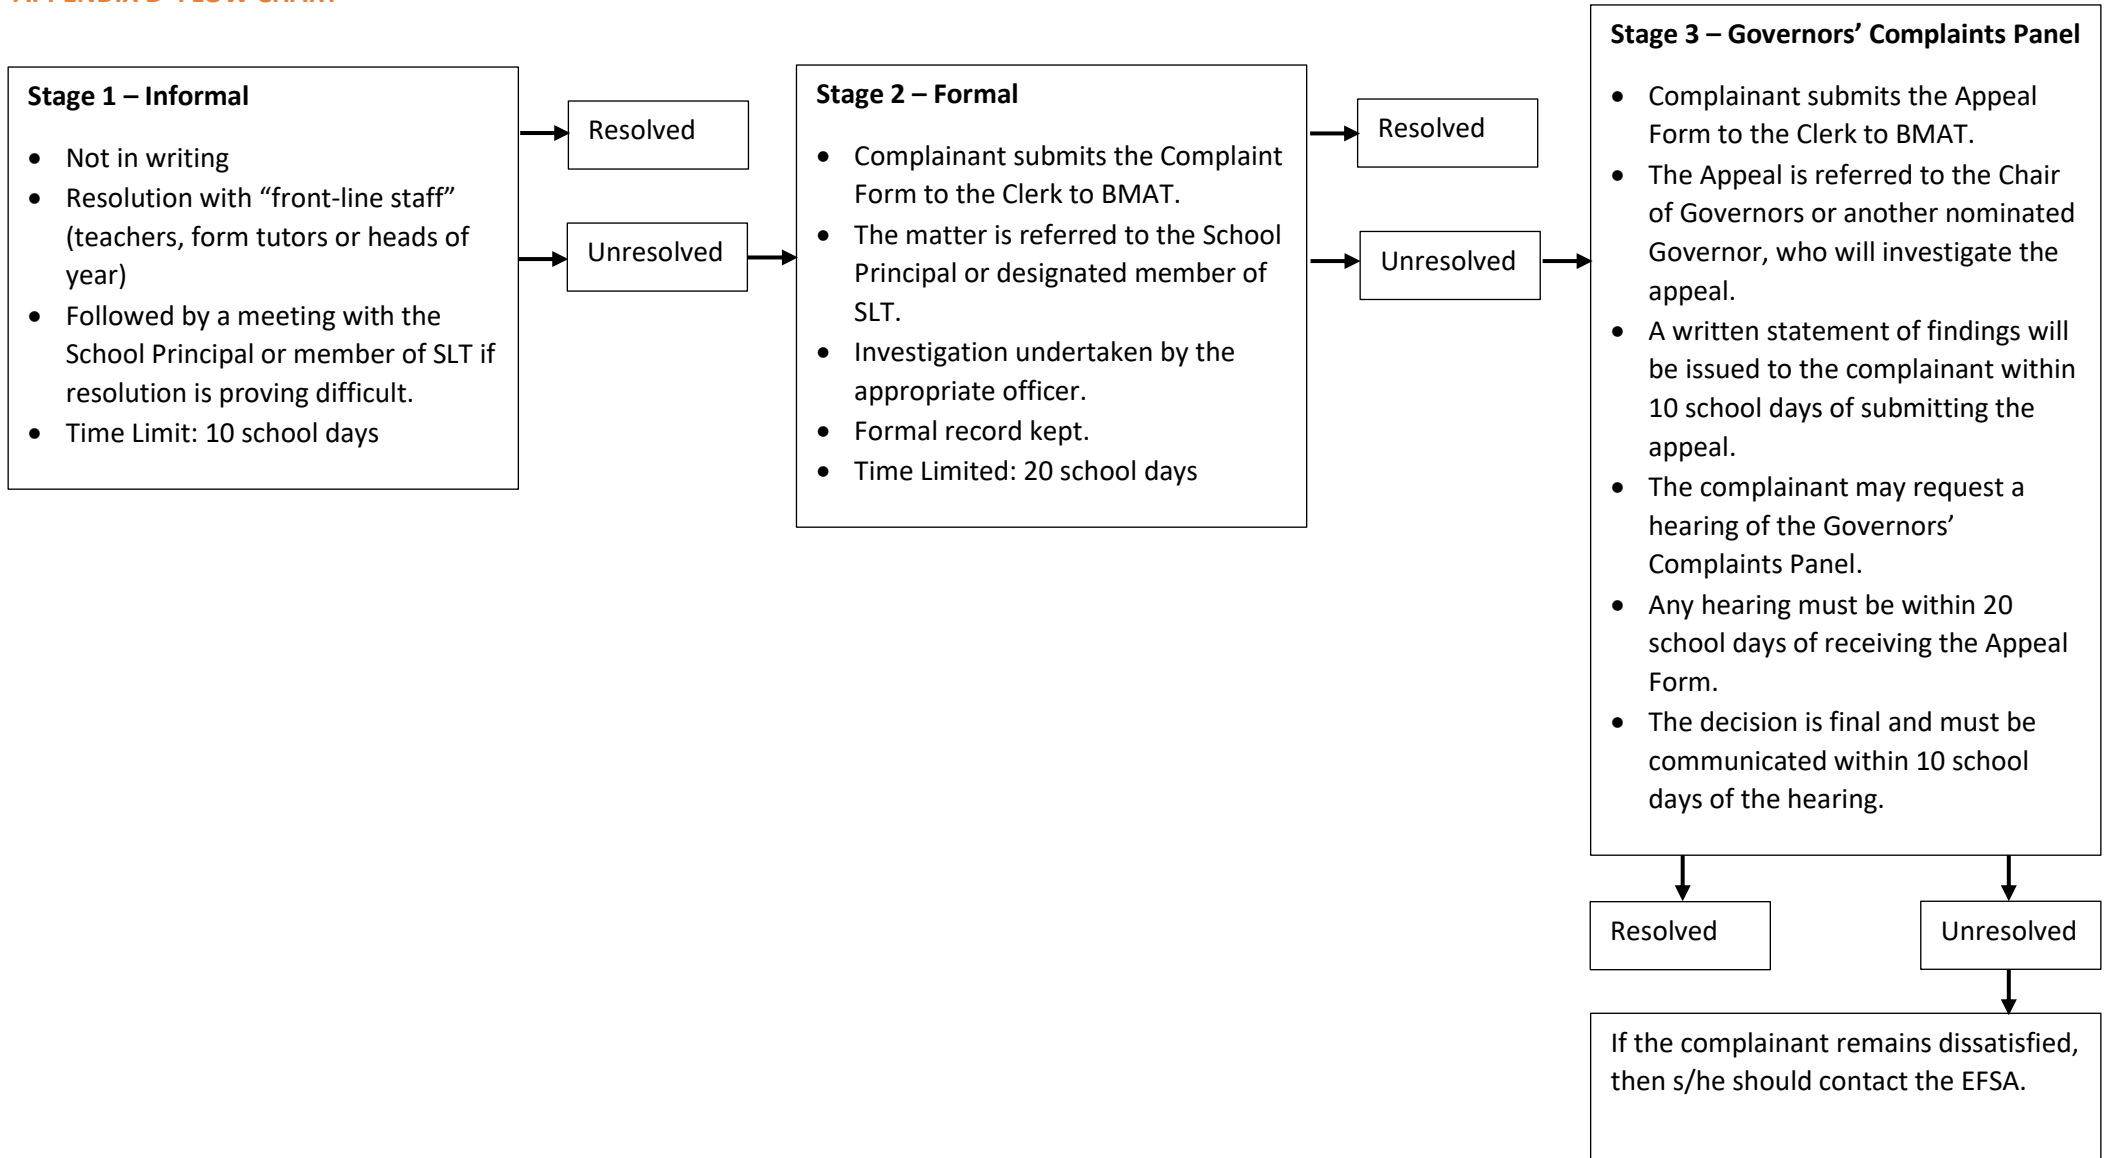 Stage 1 – Informal
• Not in writing
• Resolution with “front-line staff”
(teachers, form tutors or heads of
year)
• Followed by a meeting with the
School Principal or member of SLT if
resolution is proving difficult.
• Time Limit: 10 school days
Resolved
Unresolved
Stage 2 – Formal
• Complainant submits the Complaint
Form to the Clerk to BMAT.
• The matter is referred to the School
Principal or designated member of
SLT.
• Investigation undertaken by the
appropriate officer.
• Formal record kept.
• Time Limited: 20 school days
Resolved
Unresolved
Stage 3 – Governors’ Complaints Panel
• Complainant submits the Appeal
Form to the Clerk to BMAT.
• The Appeal is referred to the Chair
of Governors or another nominated
Governor, who will investigate the
appeal.
• A written statement of findings will
be issued to the complainant within
10 school days of submitting the
appeal.
• The complainant may request a
hearing of the Governors’
Complaints Panel.
• Any hearing must be within 20
school days of receiving the Appeal
Form.
• The decision is final and must be
communicated within 10 school
days of the hearing.
Resolved
Unresolved
If the complainant remains dissatisfied,
then s/he should contact the EFSA.